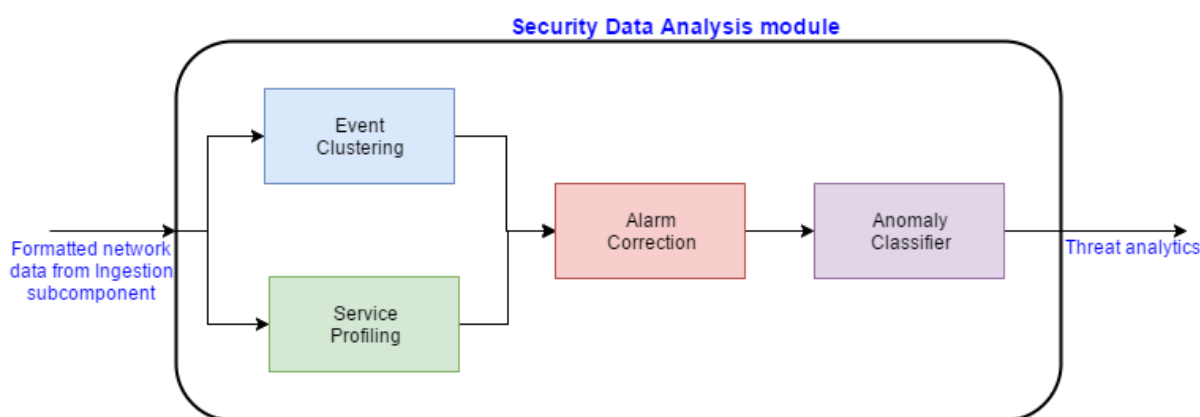 Security Data Analysis module
Event
Clustering
Formatted network
data from Ingestion
subcomponent
Service
Profiling
Alarm
Correction
Anomaly
Classifier
Threat analytics